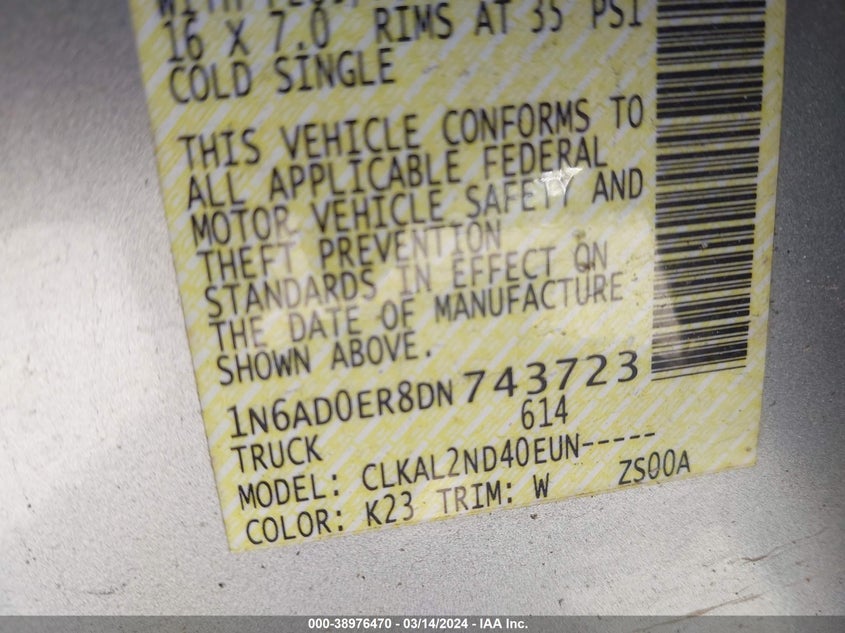 16 X 7.0 RIMS AT 35 PSI
COLD SINGLE
THIS VEHICLE CONFORMS TO
ALL APPLICABLE FEDERAL
MOTOR VEHICLE SAFETY AND
THEFT PREVENTION
STANDARDS IN EFFECT ON
THE DATE OF MANUFACTURE
SHOWN ABOVE.
1N6AD0ER8DN 743723
TRUCK 614
MODEL: CLKAL2ND40EUN-----
COLOR: K23 TRIM: W ZS00A
000-38976470 - 03/14/2024 - IAA Inc.